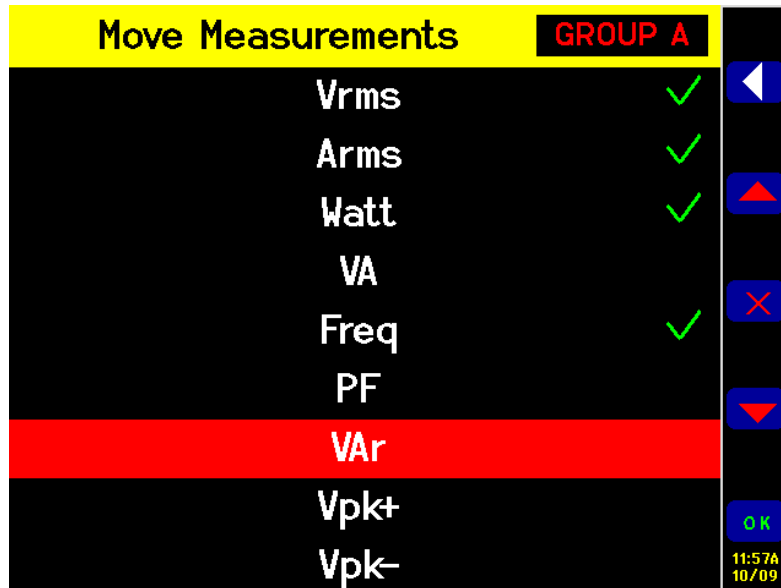 Move Measurements GROUP A
Vrms
Arms
Watt
VA
Freq
PF
VAr
Vpk+
Vpk-
OK
11:57A
10/09